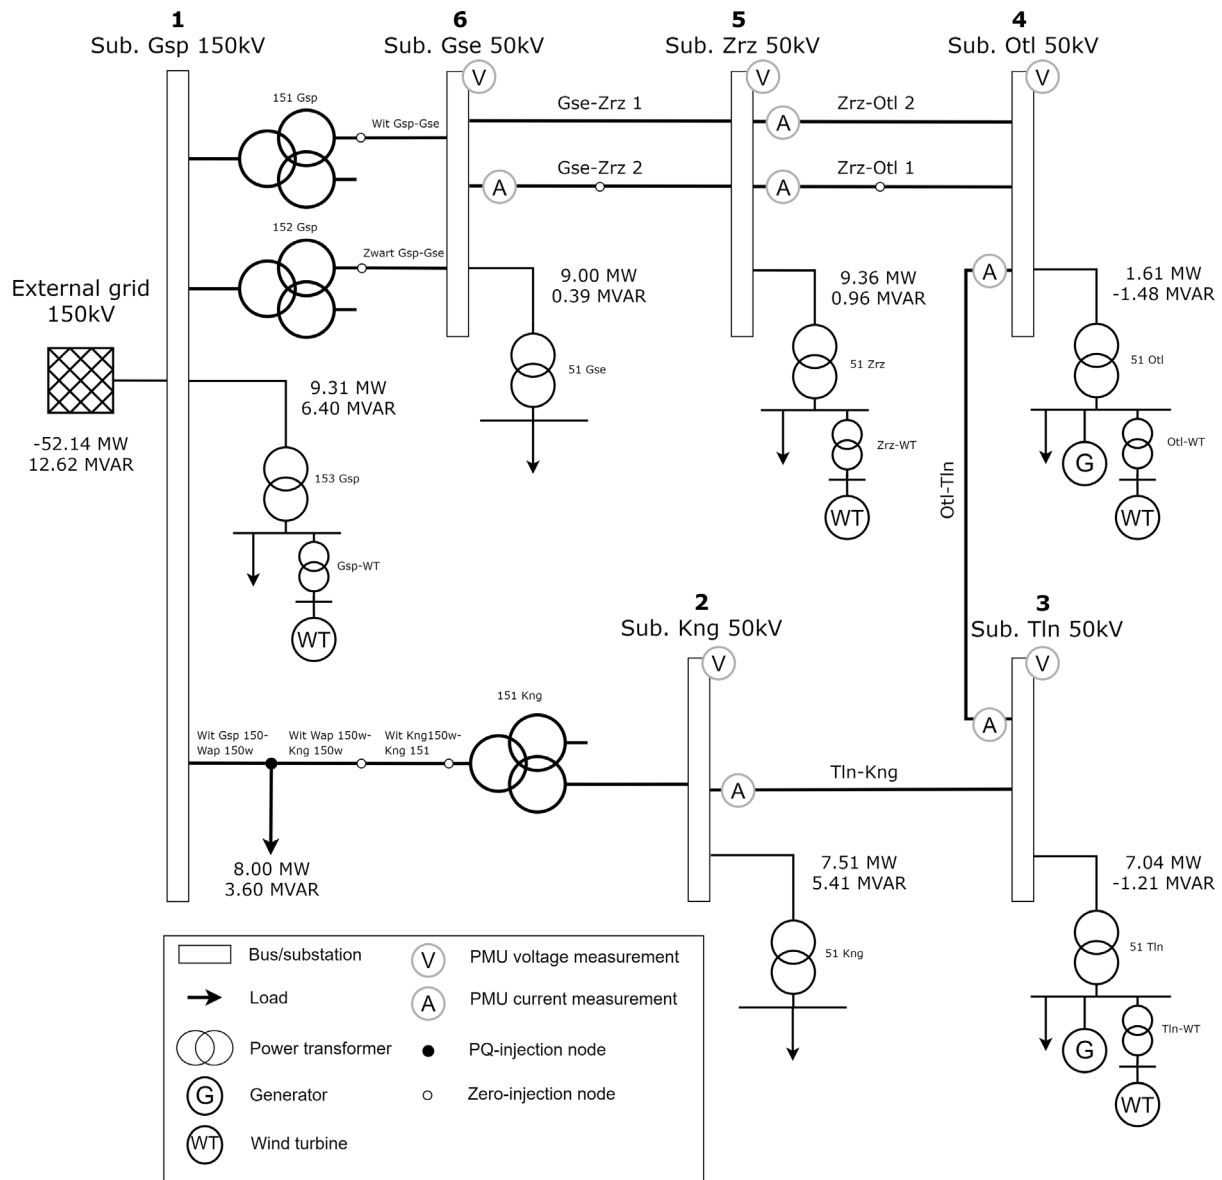 1
Sub. Gsp 150kV
6
Sub. Gse 50kV
5
Sub. Zrz 50kV
4
Sub. Otl 50kV
V
V
V
151 Gsp
Wit Gsp-Gse
Gse-Zrz 1
A
Zrz-Otl 2
A
Gse-Zrz 2
A
Zrz-Otl 1
152 Gsp
Zwart Gsp-Gse
9.00 MW
0.39 MVAR
9.36 MW
0.96 MVAR
A
1.61 MW
-1.48 MVAR
External grid
150kV
-52.14 MW
12.62 MVAR
9.31 MW
6.40 MVAR
51 Gse
51 Zrz
51 Otl
153 Gsp
Zrz-WT
Otl-WT
G
WT
WT
Otl-Tln
Gsp-WT
WT
2
Sub. Kng 50kV
3
Sub. Tln 50kV
V
V
151 Kng
A
Wit Gsp 150-
Wap 150w
Wit Wap 150w-
Kng 150w
Wit Kng150w-
Kng 151
A
Tln-Kng
8.00 MW
3.60 MVAR
7.51 MW
5.41 MVAR
7.04 MW
-1.21 MVAR
51 Kng
51 Tln
Tln-WT
G
WT
Bus/substation
V
PMU voltage measurement
Load
A
PMU current measurement
Power transformer
PQ-injection node
G
Generator
Zero-injection node
WT
Wind turbine